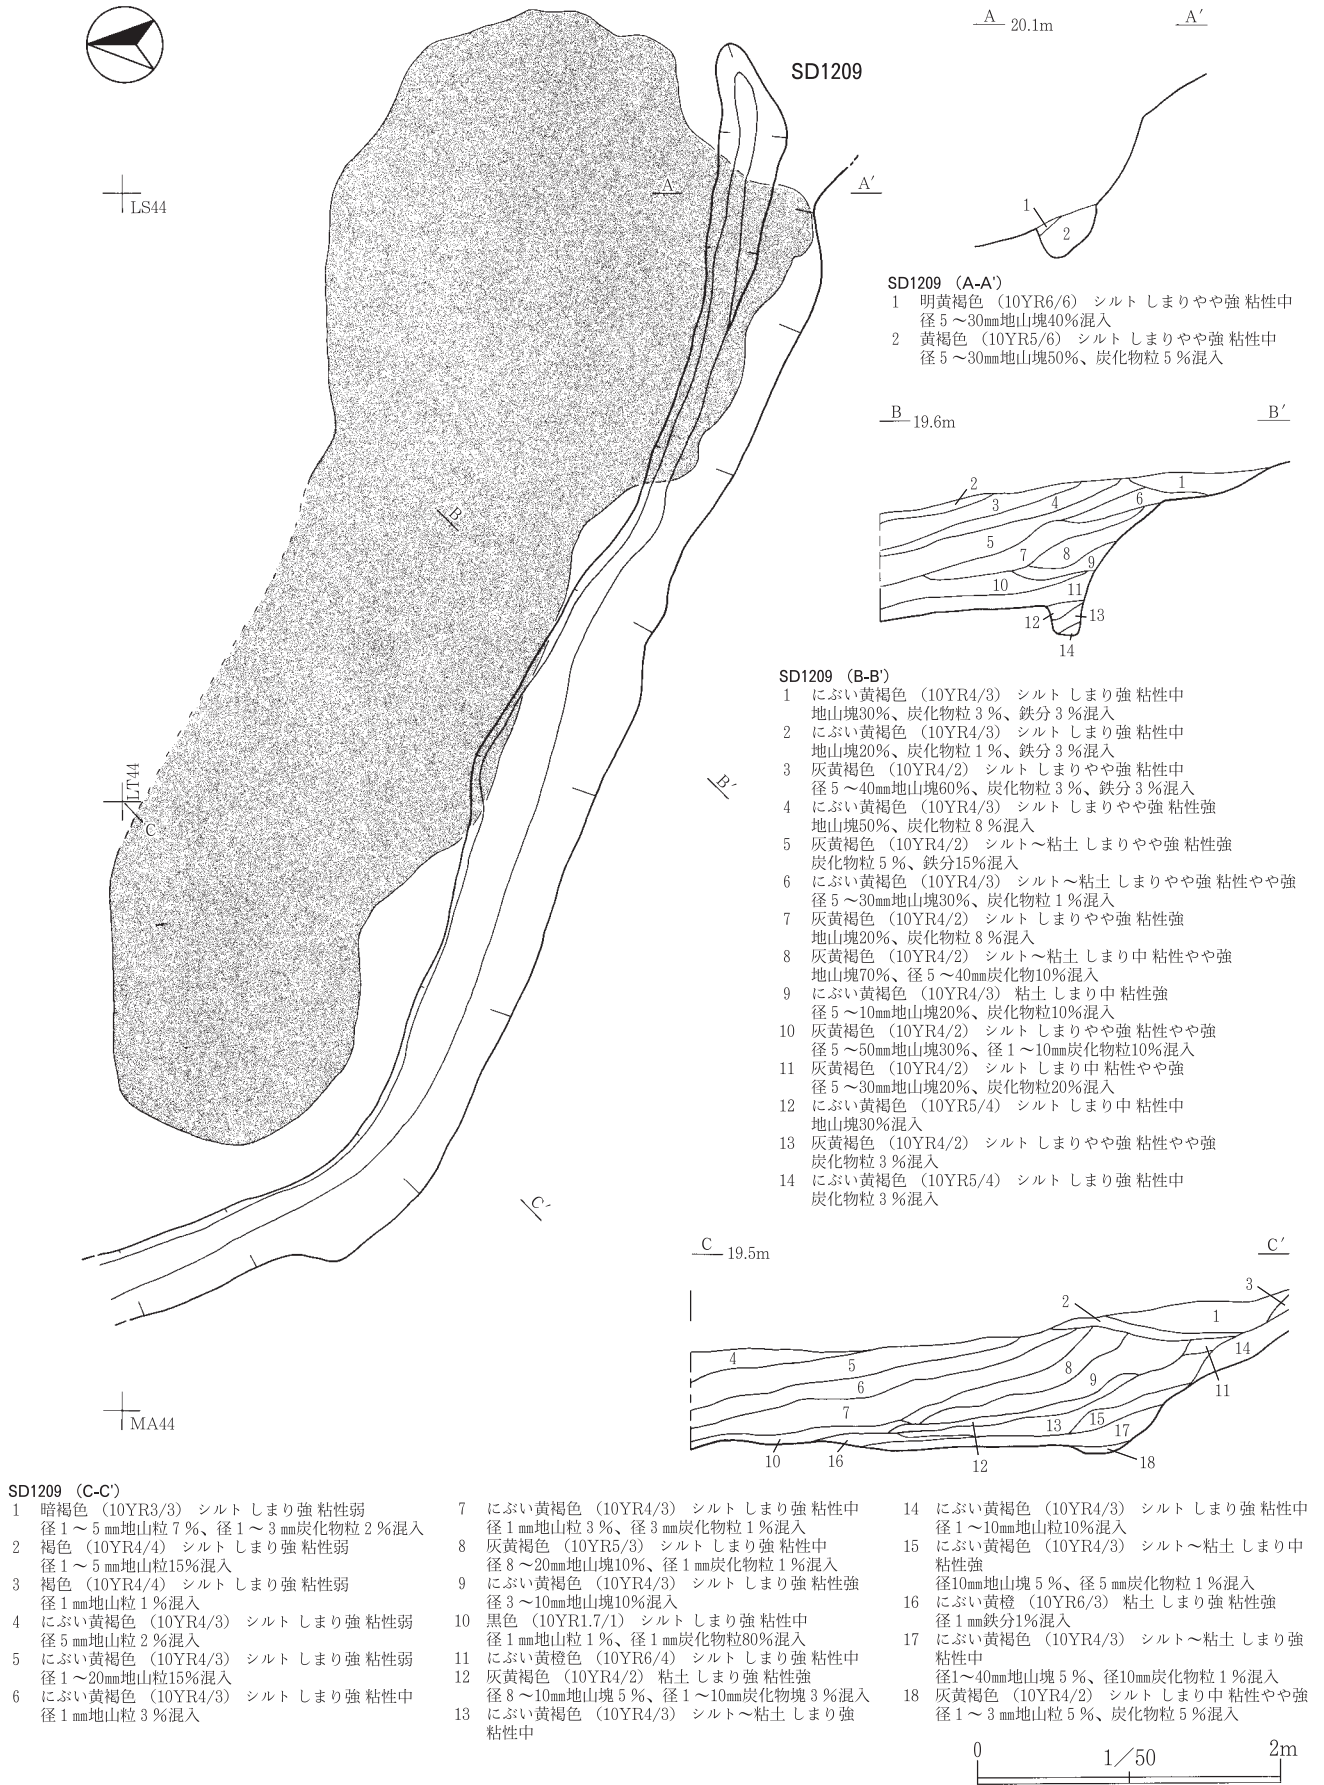 SD1209
A 20.1m A′
LS44
A
A′
1
2
SD1209 (A-A')
1 明黄褐色 (10YR6/6) シルト しまりやや強 粘性中
径5~30㎜地山塊40%混入
2 黄褐色 (10YR5/6) シルト しまりやや強 粘性中
径5~30㎜地山塊50%、炭化物粒5%混入
B 19.6m B′
2
1
3
4
6
5
7
8
9
10
11
12
13
14
B
B′
SD1209 (B-B')
1 にぶい黄褐色 (10YR4/3) シルト しまり強 粘性中
地山塊30%、炭化物粒3%、鉄分3%混入
2 にぶい黄褐色 (10YR4/3) シルト しまり強 粘性中
地山塊20%、炭化物粒1%、鉄分3%混入
3 灰黄褐色 (10YR4/2) シルト しまりやや強 粘性中
径5~40㎜地山塊60%、炭化物粒3%、鉄分3%混入
4 にぶい黄褐色 (10YR4/3) シルト しまりやや強 粘性強
地山塊50%、炭化物粒8%混入
5 灰黄褐色 (10YR4/2) シルト~粘土 しまりやや強 粘性強
炭化物粒5%、鉄分15%混入
6 にぶい黄褐色 (10YR4/3) シルト~粘土 しまりやや強 粘性やや強
径5~30㎜地山塊30%、炭化物粒1%混入
7 灰黄褐色 (10YR4/2) シルト しまりやや強 粘性強
地山塊20%、炭化物粒8%混入
8 灰黄褐色 (10YR4/2) シルト~粘土 しまり中 粘性やや強
地山塊70%、径5~40㎜炭化物10%混入
9 にぶい黄褐色 (10YR4/3) 粘土 しまり中 粘性強
径5~10㎜地山塊20%、炭化物粒10%混入
10 灰黄褐色 (10YR4/2) シルト しまりやや強 粘性やや強
径5~50㎜地山塊30%、径1~10㎜炭化物粒10%混入
11 灰黄褐色 (10YR4/2) シルト しまり中 粘性やや強
径5~30㎜地山塊20%、炭化物粒20%混入
12 にぶい黄褐色 (10YR5/4) シルト しまり中 粘性中
地山塊30%混入
13 灰黄褐色 (10YR4/2) シルト しまりやや強 粘性やや強
炭化物粒3%混入
14 にぶい黄褐色 (10YR5/4) シルト しまり強 粘性中
炭化物粒3%混入
LT44
C
C′
MA44
C 19.5m C′
3
2
1
14
4
5
8
11
6
9
7
13
15
17
10
16
12
18
SD1209 (C-C')
1 暗褐色 (10YR3/3) シルト しまり強 粘性弱
径1~5㎜地山粒7%、径1~3㎜炭化物粒2%混入
2 褐色 (10YR4/4) シルト しまり強 粘性弱
径1~5㎜地山粒15%混入
3 褐色 (10YR4/4) シルト しまり強 粘性弱
径1㎜地山粒1%混入
4 にぶい黄褐色 (10YR4/3) シルト しまり強 粘性弱
径5㎜地山粒2%混入
5 にぶい黄褐色 (10YR4/3) シルト しまり強 粘性弱
径1~20㎜地山粒15%混入
6 にぶい黄褐色 (10YR4/3) シルト しまり強 粘性中
径1㎜地山粒3%混入
7 にぶい黄褐色 (10YR4/3) シルト しまり強 粘性中
径1㎜地山粒3%、径3㎜炭化物粒1%混入
8 灰黄褐色 (10YR5/3) シルト しまり強 粘性中
径8~20㎜地山塊10%、径1㎜炭化物粒1%混入
9 にぶい黄褐色 (10YR4/3) シルト しまり強 粘性強
径3~10㎜地山塊10%混入
10 黒色 (10YR1.7/1) シルト しまり強 粘性中
径1㎜地山粒1%、径1㎜炭化物粒80%混入
11 にぶい黄橙色 (10YR6/4) シルト しまり強 粘性中
12 灰黄褐色 (10YR4/2) 粘土 しまり強 粘性強
径8~10㎜地山塊5%、径1~10㎜炭化物塊3%混入
13 にぶい黄褐色 (10YR4/3) シルト~粘土 しまり強
粘性中
14 にぶい黄褐色 (10YR4/3) シルト しまり強 粘性中
径1~10㎜地山粒10%混入
15 にぶい黄褐色 (10YR4/3) シルト~粘土 しまり中
粘性強
径10㎜地山塊5%、径5㎜炭化物粒1%混入
16 にぶい黄橙 (10YR6/3) 粘土 しまり強 粘性強
径1㎜鉄分1%混入
17 にぶい黄褐色 (10YR4/3) シルト~粘土 しまり強
粘性中
径1~40㎜地山塊5%、径10㎜炭化物粒1%混入
18 灰黄褐色 (10YR4/2) シルト しまり中 粘性やや強
径1~3㎜地山粒5%、炭化物粒5%混入
0 1/50 2m